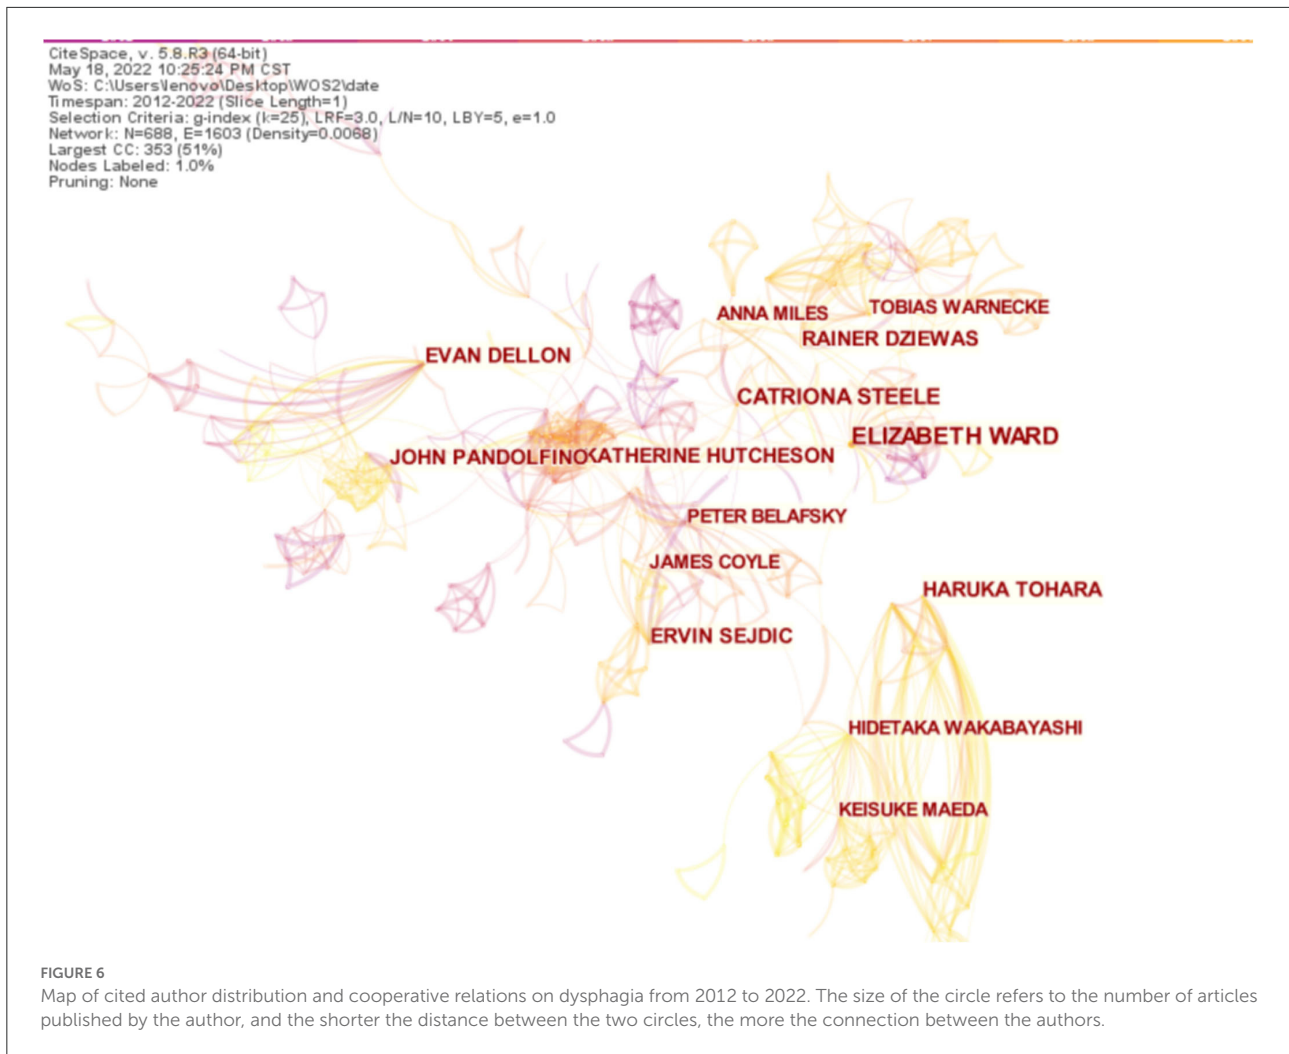 CiteSpace, v. 5.8.R3 (64-bit)
May 18, 2022 10:25:24 PM CST
WoS: C:\Users\lenovo\Desktop\WOS2\date
Timespan: 2012-2022 (Slice Length=1)
Selection Criteria: g-index (k=25), LRF=3.0, L/N=10, LBY=5, e=1.0
Network: N=688, E=1603 (Density=0.0068)
Largest CC: 353 (51%)
Nodes Labeled: 1.0%
Pruning: None
ANNA MILES
TOBIAS WARNECKE
RAINER DZIEWAS
EVAN DELLON
CATRIONA STEELE
ELIZABETH WARD
JOHN PANDOLFINO
KATHERINE HUTCHESON
PETER BELAFSKY
JAMES COYLE
HARUKA TOHARA
ERVIN SEJDIC
HIDETAKA WAKABAYASHI
KEISUKE MAEDA
FIGURE 6
Map of cited author distribution and cooperative relations on dysphagia from 2012 to 2022. The size of the circle refers to the number of articles
published by the author, and the shorter the distance between the two circles, the more the connection between the authors.